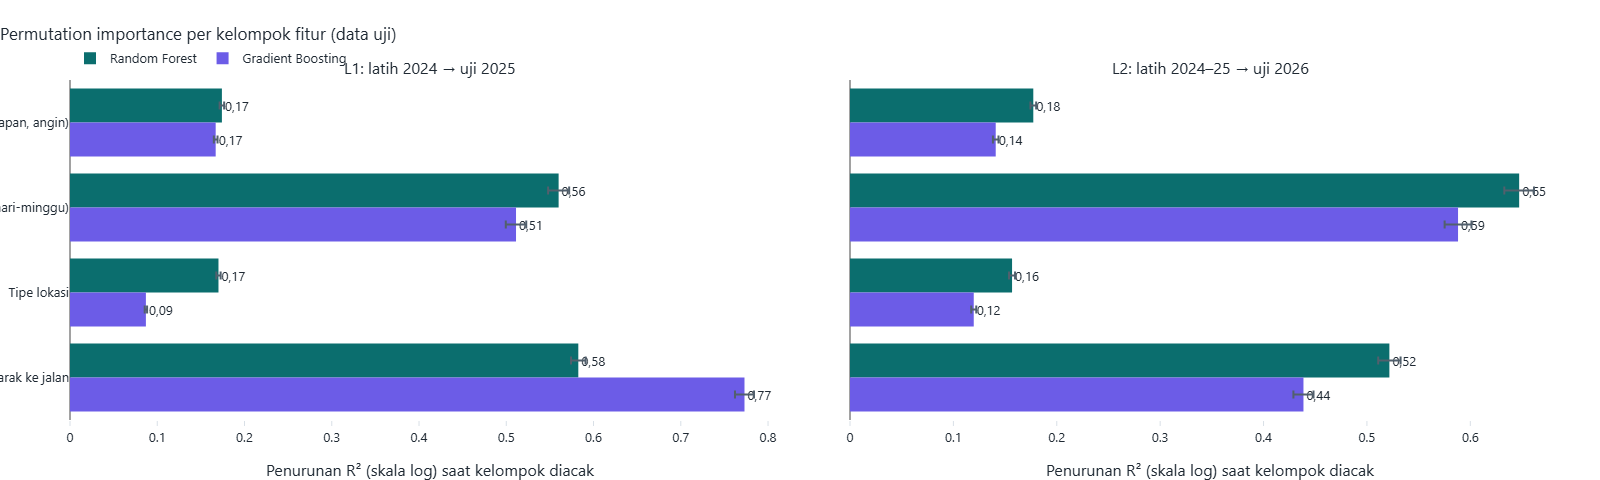 Permutation importance per kelompok fitur (data uji)
Random Forest Gradient Boosting
L1: latih 2024 → uji 2025
L2: latih 2024–25 → uji 2026
apan, angin)
0,17
0,17
0,18
0,14
hari-minggu)
0,56
0,51
0,65
0,59
Tipe lokasi
0,17
0,09
0,16
0,12
arak ke jalan
0,58
0,77
0,52
0,44
0 0.1 0.2 0.3 0.4 0.5 0.6 0.7 0.8
0 0.1 0.2 0.3 0.4 0.5 0.6
Penurunan R² (skala log) saat kelompok diacak
Penurunan R² (skala log) saat kelompok diacak